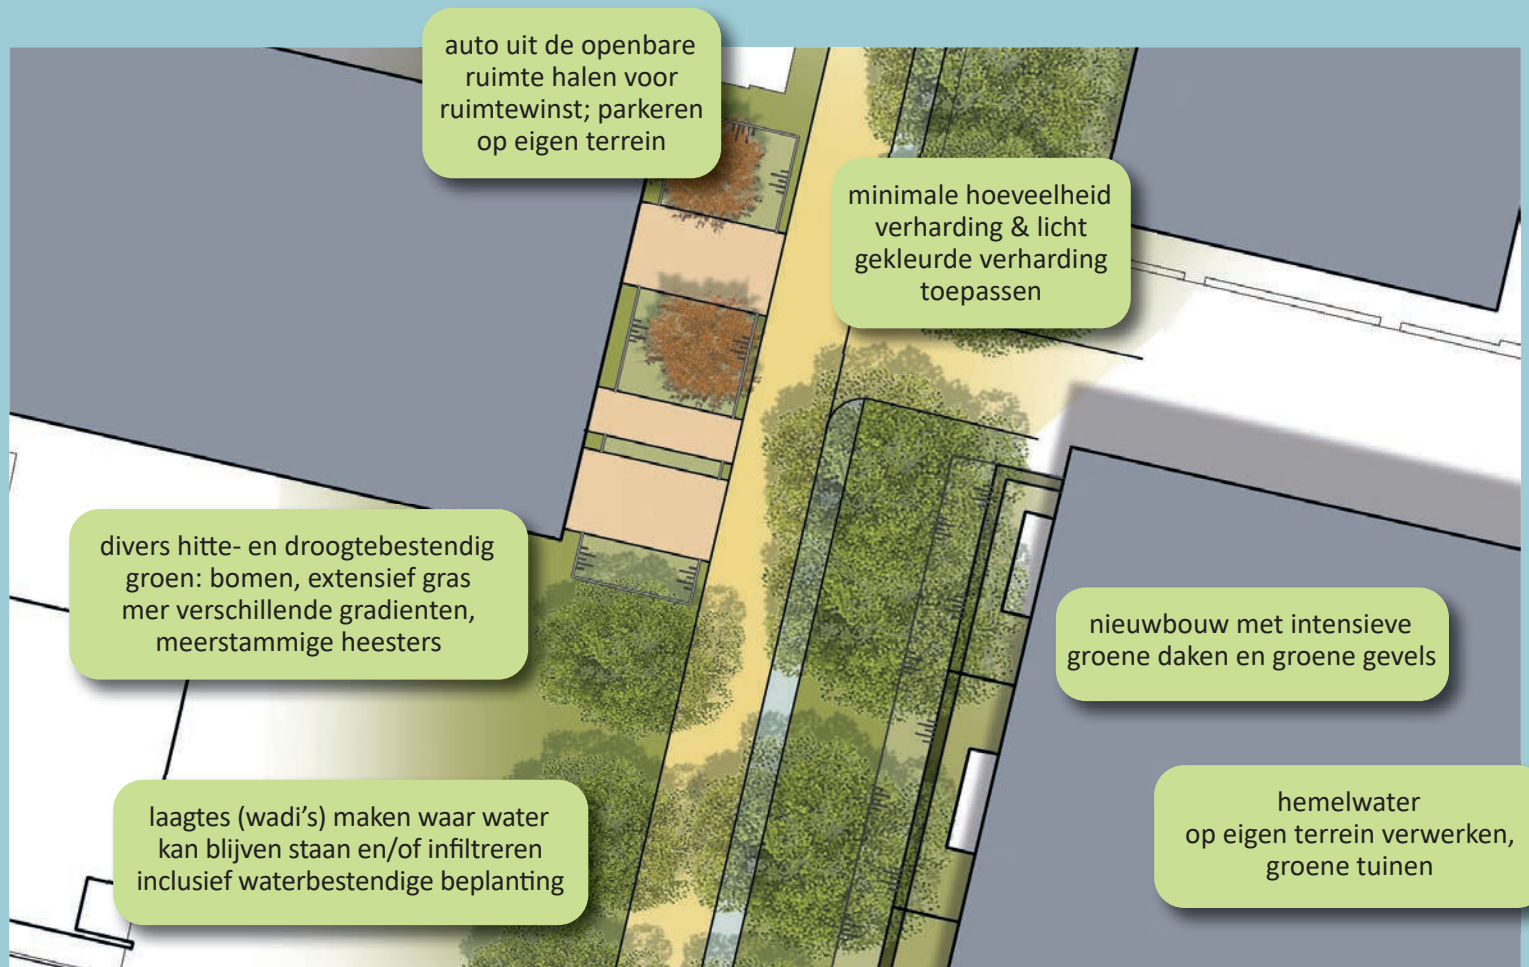 auto uit de openbare
ruimte halen voor
ruimtewinst; parkeren
op eigen terrein
minimale hoeveelheid
verharding & licht
gekleurde verharding
toepassen
divers hitte- en droogtebestendig
groen: bomen, extensief gras
mer verschillende gradienten,
meerstammige heesters
nieuwbouw met intensieve
groene daken en groene gevels
laagtes (wadi's) maken waar water
kan blijven staan en/of infiltreren
inclusief waterbestendige beplanting
hemelwater
op eigen terrein verwerken,
groene tuinen